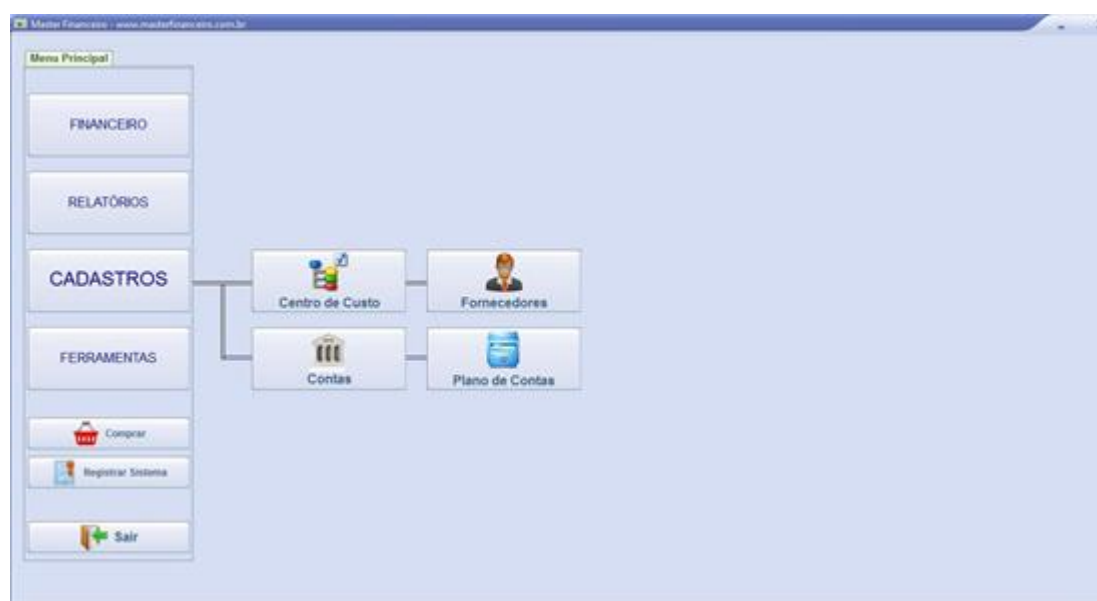 Master Financeiro - www.masterfinanceiro.com.br
Menu Principal
FINANCEIRO
RELATÓRIOS
CADASTROS
Centro de Custo
Fornecedores
FERRAMENTAS
Contas
Plano de Contas
Comprar
Registrar Sistema
Sair